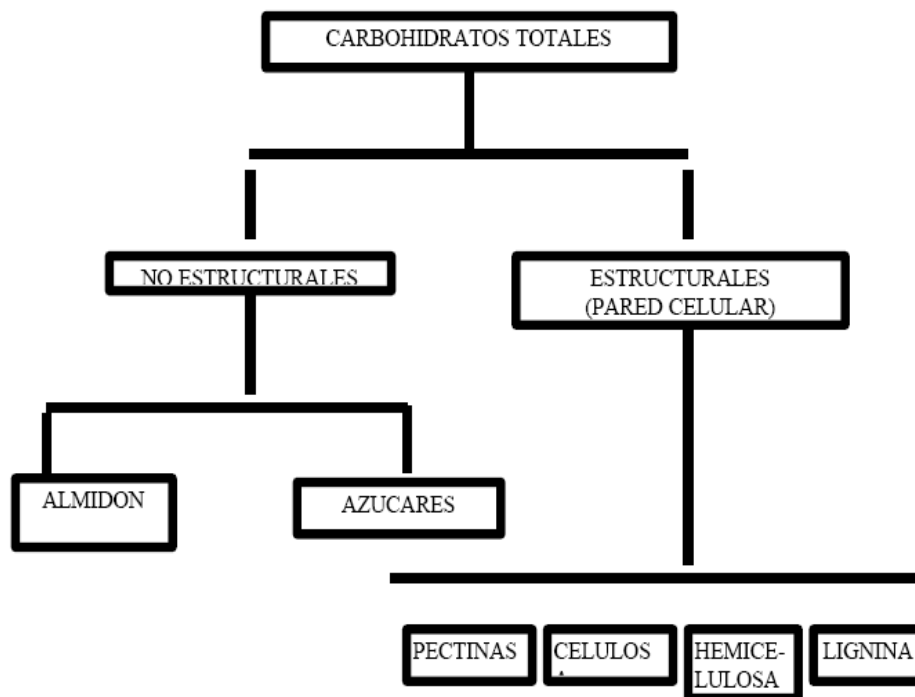 CARBOHIDRATOS TOTALES
NO ESTRUCTURALES
ESTRUCTURALES
(PARED CELULAR)
ALMIDON
AZUCARES
PECTINAS
CELULOS
HEMICE-
LULOSA
LIGNINA